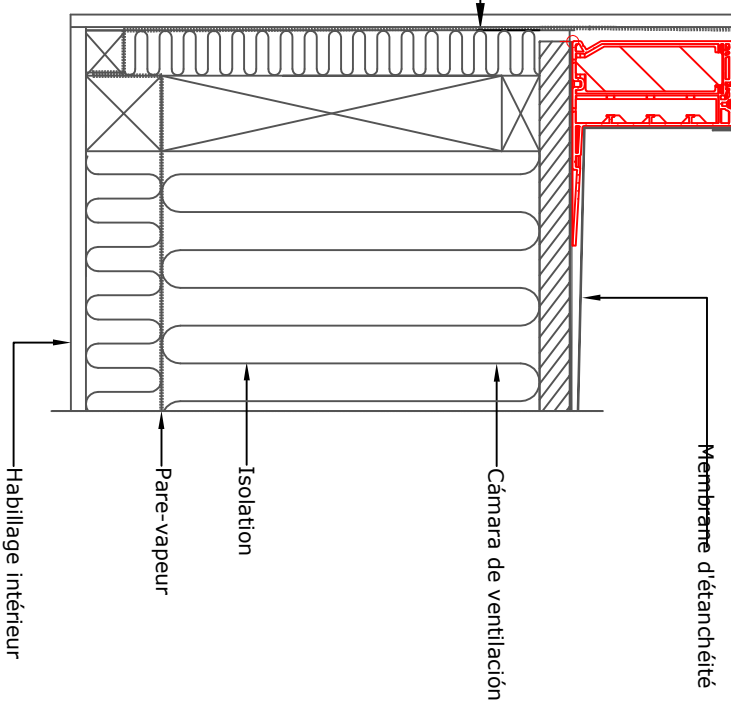 Membrane d'étanchéité
Cámara de ventilación
Isolation
Pare-vapeur
Habillage intérieur